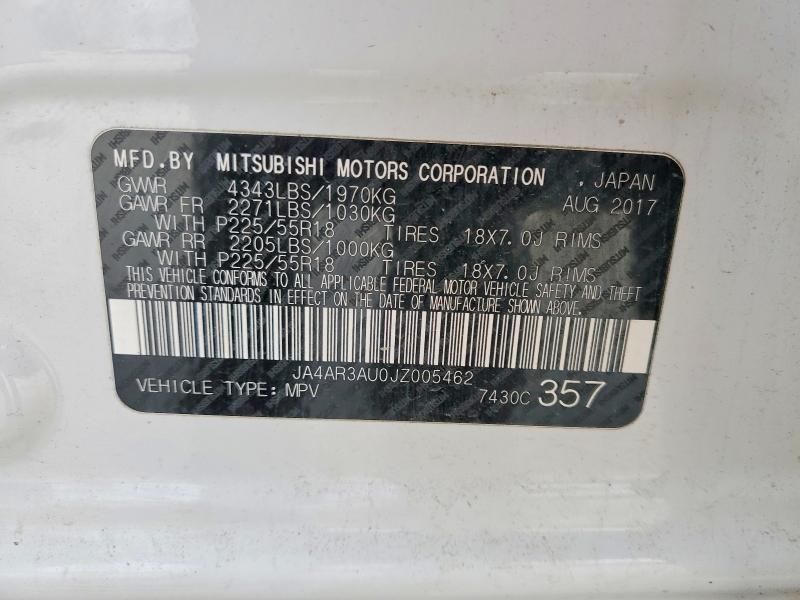 MFD.BY MITSUBISHI MOTORS CORPORATION . JAPAN
GVWR 4343LBS/1970KG AUG 2017
GAWR FR 2271LBS/1030KG
WITH P225/55R18 TIRES 18X7.0J RIMS
GAWR RR 2205LBS/1000KG
WITH P225/55R18 TIRES 18X7.0J RIMS
THIS VEHICLE CONFORMS TO ALL APPLICABLE FEDERAL MOTOR VEHICLE SAFETY AND THEFT
PREVENTION STANDARDS IN EFFECT ON THE DATE OF MANUFACTURE SHOWN ABOVE.
JA4AR3AU0JZ005462
VEHICLE TYPE: MPV 7430C 357